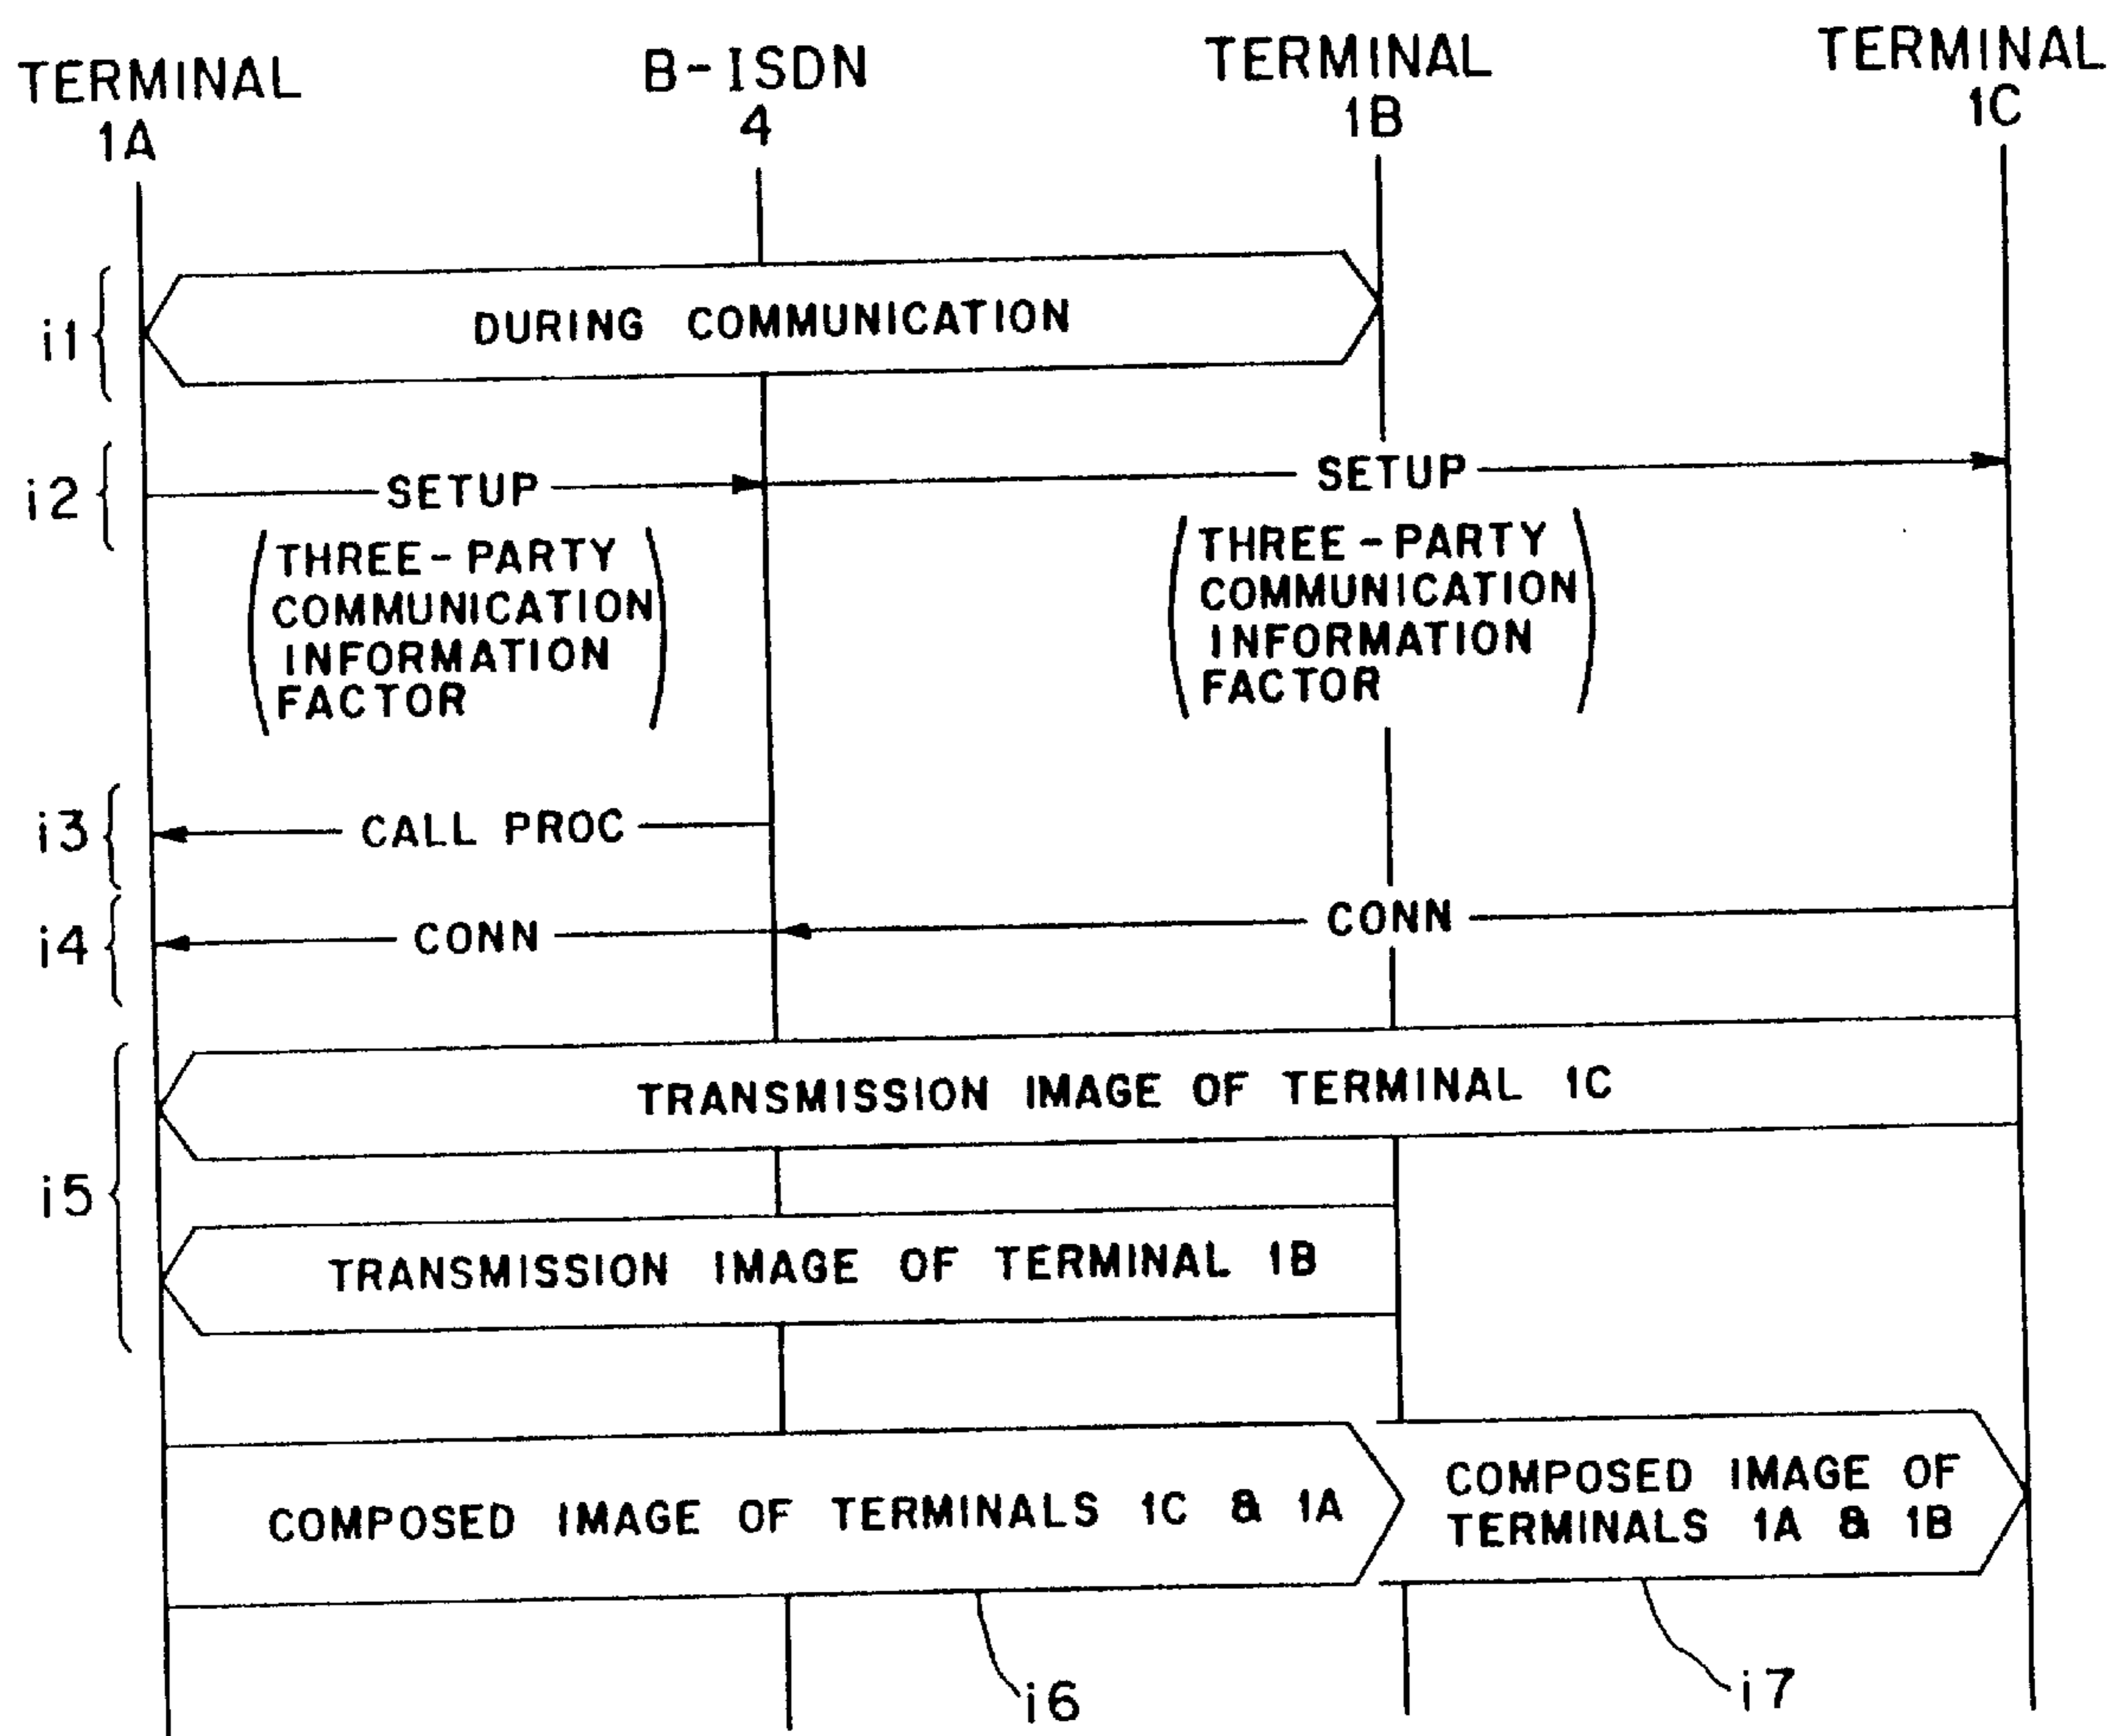 TERMINAL
1A
B-ISDN
4
TERMINAL
1B
TERMINAL
1C
i1
DURING COMMUNICATION
i2
SETUP
SETUP
THREE-PARTY
COMMUNICATION
INFORMATION
FACTOR
THREE-PARTY
COMMUNICATION
INFORMATION
FACTOR
i3
CALL PROC
i4
CONN
CONN
i5
TRANSMISSION IMAGE OF TERMINAL 1C
TRANSMISSION IMAGE OF TERMINAL 1B
COMPOSED IMAGE OF TERMINALS 1C & 1A
COMPOSED IMAGE OF
TERMINALS 1A & 1B
i6
i7